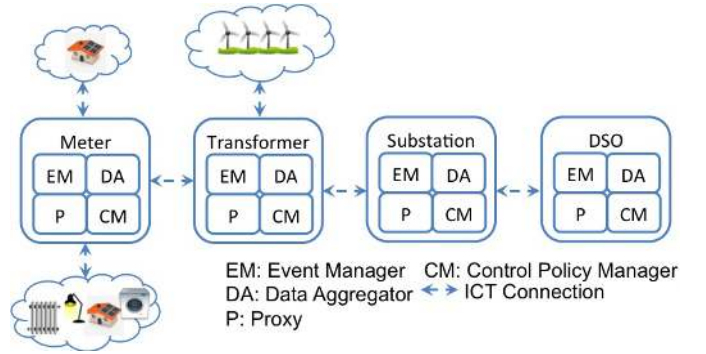 Meter Transformer Substation DSO
EM DA EM DA EM DA EM DA
P CM P CM P CM P CM
EM: Event Manager CM: Control Policy Manager
DA: Data Aggregator ICT Connection
P: Proxy